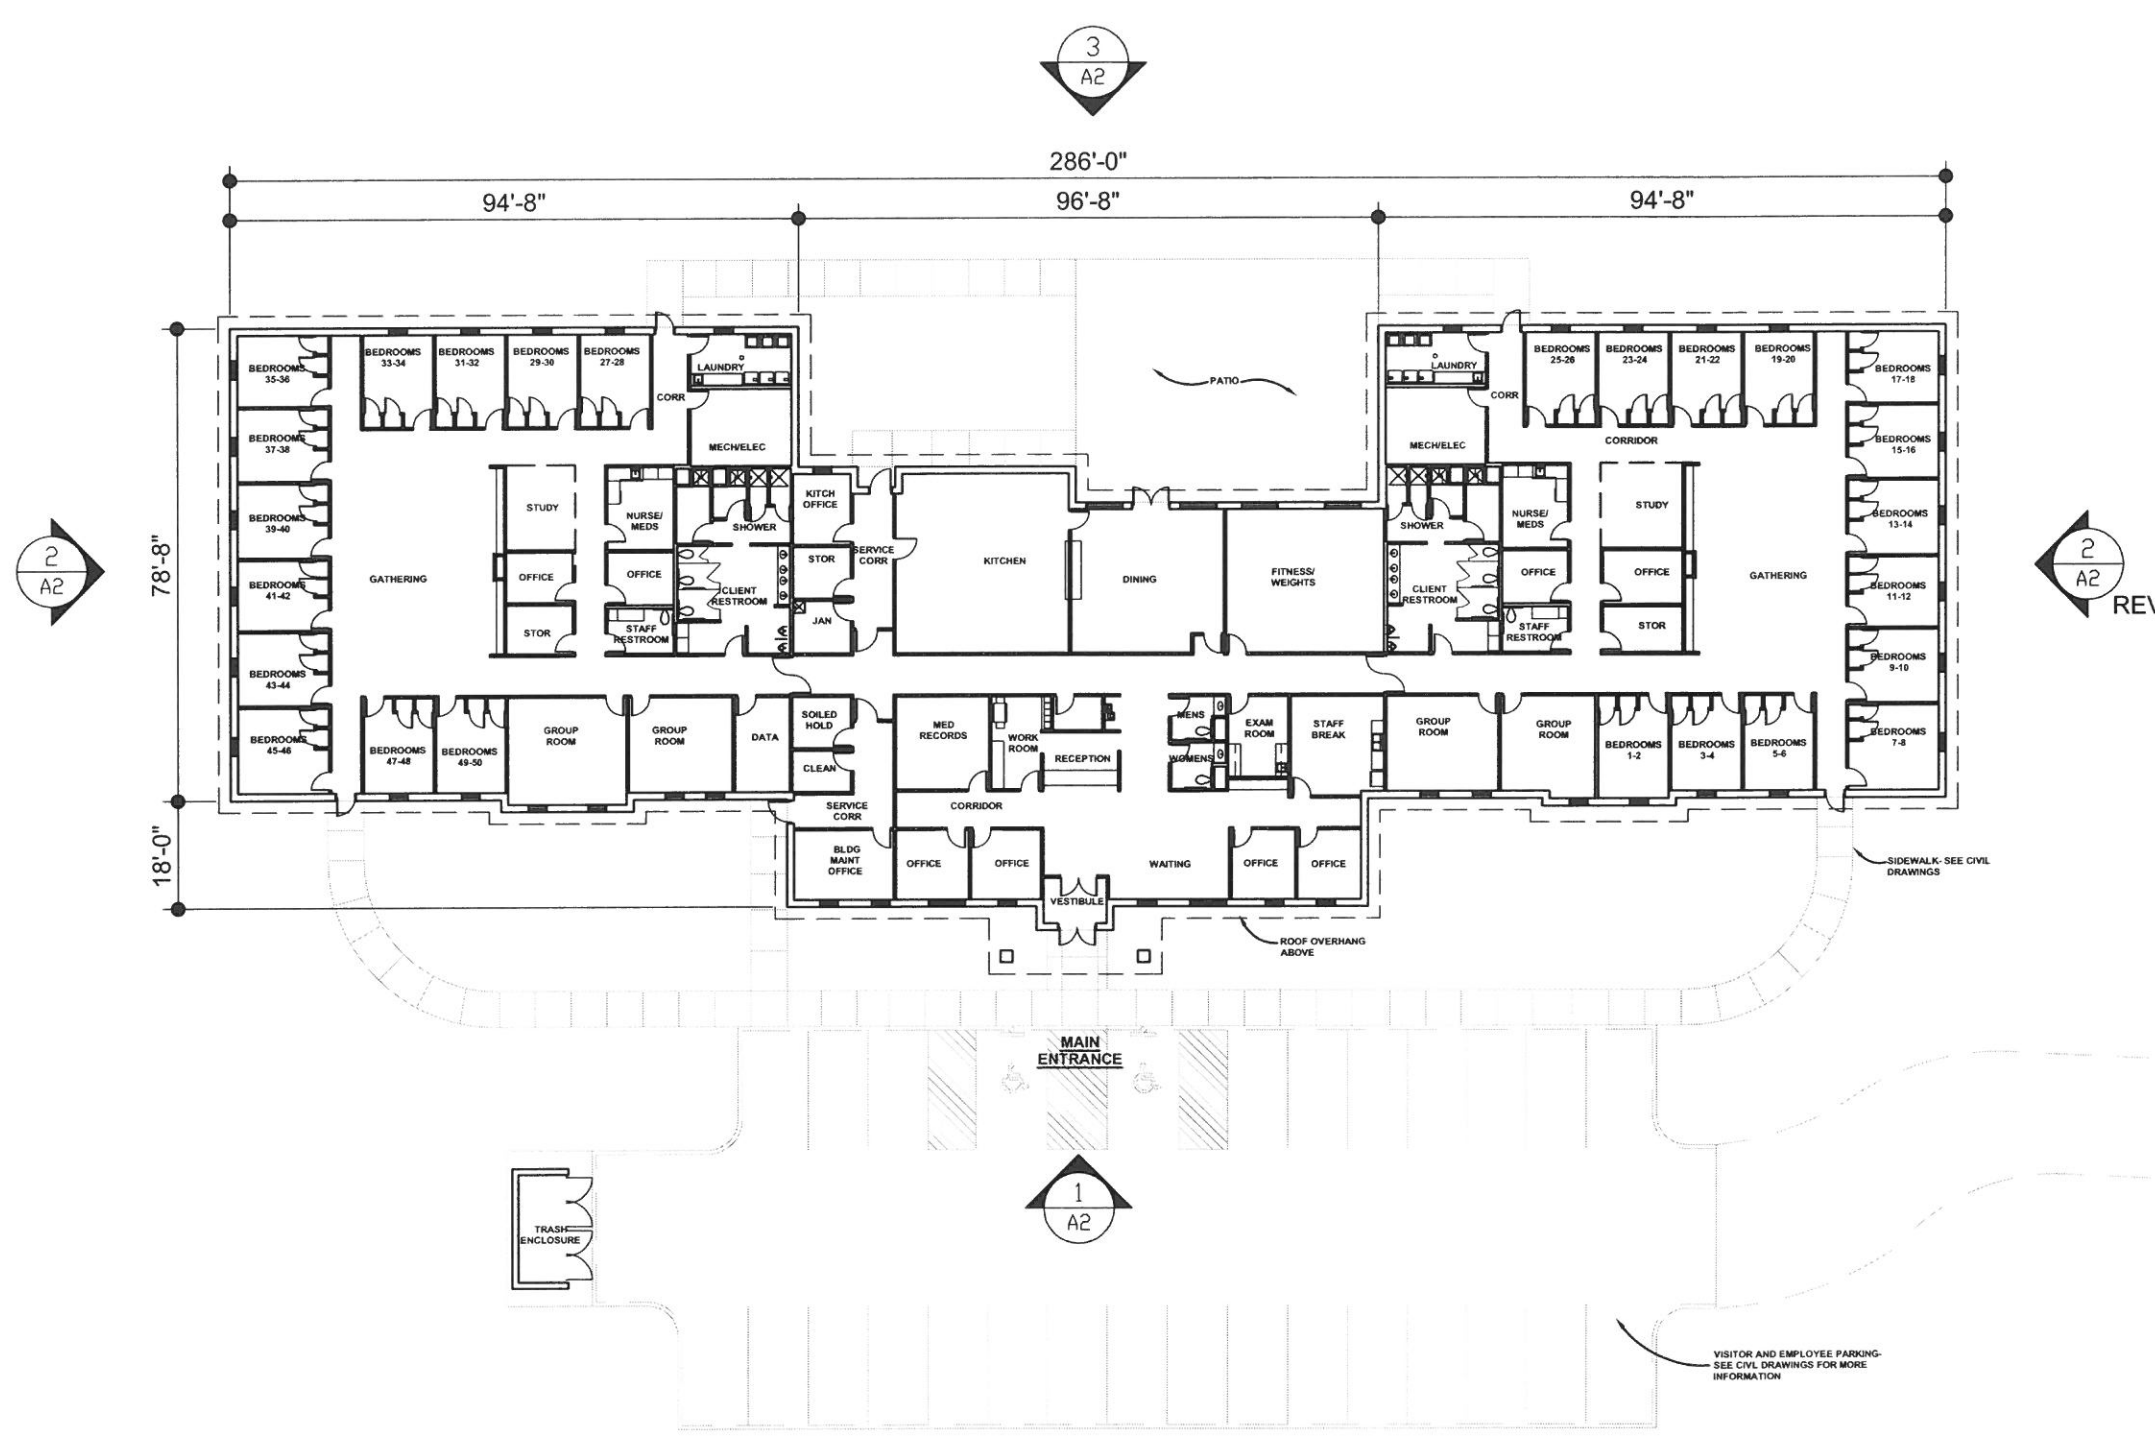 3
A2
286'-0"
94'-8"
96'-8"
94'-8"
78'-8"
18'-0"
2
A2
2
A2
REV
BEDROOMS
35-36
BEDROOMS
33-34
BEDROOMS
31-32
BEDROOMS
29-30
BEDROOMS
27-28
LAUNDRY
CORR
MECH/ELEC
BEDROOMS
37-38
BEDROOMS
39-40
BEDROOMS
41-42
BEDROOMS
43-44
BEDROOMS
45-46
GATHERING
STUDY
OFFICE
STOR
NURSE/
MEDS
OFFICE
STAFF
RESTROOM
SHOWER
CLIENT
RESTROOM
KITCH
OFFICE
STOR
JAN
SERVICE
CORR
KITCHEN
DINING
FITNESS/
WEIGHTS
PATIO
LAUNDRY
CORR
MECH/ELEC
BEDROOMS
25-26
BEDROOMS
23-24
BEDROOMS
21-22
BEDROOMS
19-20
BEDROOMS
17-18
CORRIDOR
BEDROOMS
15-16
BEDROOMS
13-14
BEDROOMS
11-12
BEDROOMS
9-10
BEDROOMS
7-8
SHOWER
CLIENT
RESTROOM
NURSE/
MEDS
OFFICE
STAFF
RESTROOM
STUDY
OFFICE
STOR
GATHERING
BEDROOMS
47-48
BEDROOMS
49-50
GROUP
ROOM
GROUP
ROOM
DATA
SOILED
HOLD
CLEAN
SERVICE
CORR
MED
RECORDS
WORK
ROOM
RECEPTION
MENS
WOMENS
EXAM
ROOM
STAFF
BREAK
GROUP
ROOM
GROUP
ROOM
BEDROOMS
1-2
BEDROOMS
3-4
BEDROOMS
5-6
CORRIDOR
BLDG
MAINT
OFFICE
OFFICE
OFFICE
VESTIBULE
WAITING
OFFICE
OFFICE
SIDEWALK- SEE CIVIL
DRAWINGS
ROOF OVERHANG
ABOVE
MAIN
ENTRANCE
1
A2
TRASH
ENCLOSURE
VISITOR AND EMPLOYEE PARKING-
SEE CIVL DRAWINGS FOR MORE
INFORMATION